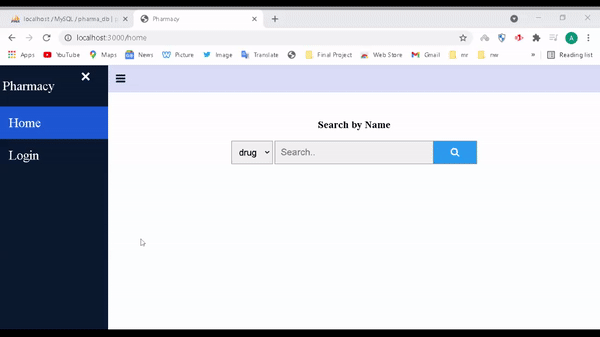 localhost / MySQL / pharma_db | p
Pharmacy
localhost:3000/home
Apps
YouTube
Maps
News
Picture
Image
Translate
Final Project
Web Store
Gmail
mr
nw
»
Reading list
Pharmacy
Home
Login
Search by Name
drug
Search..
A